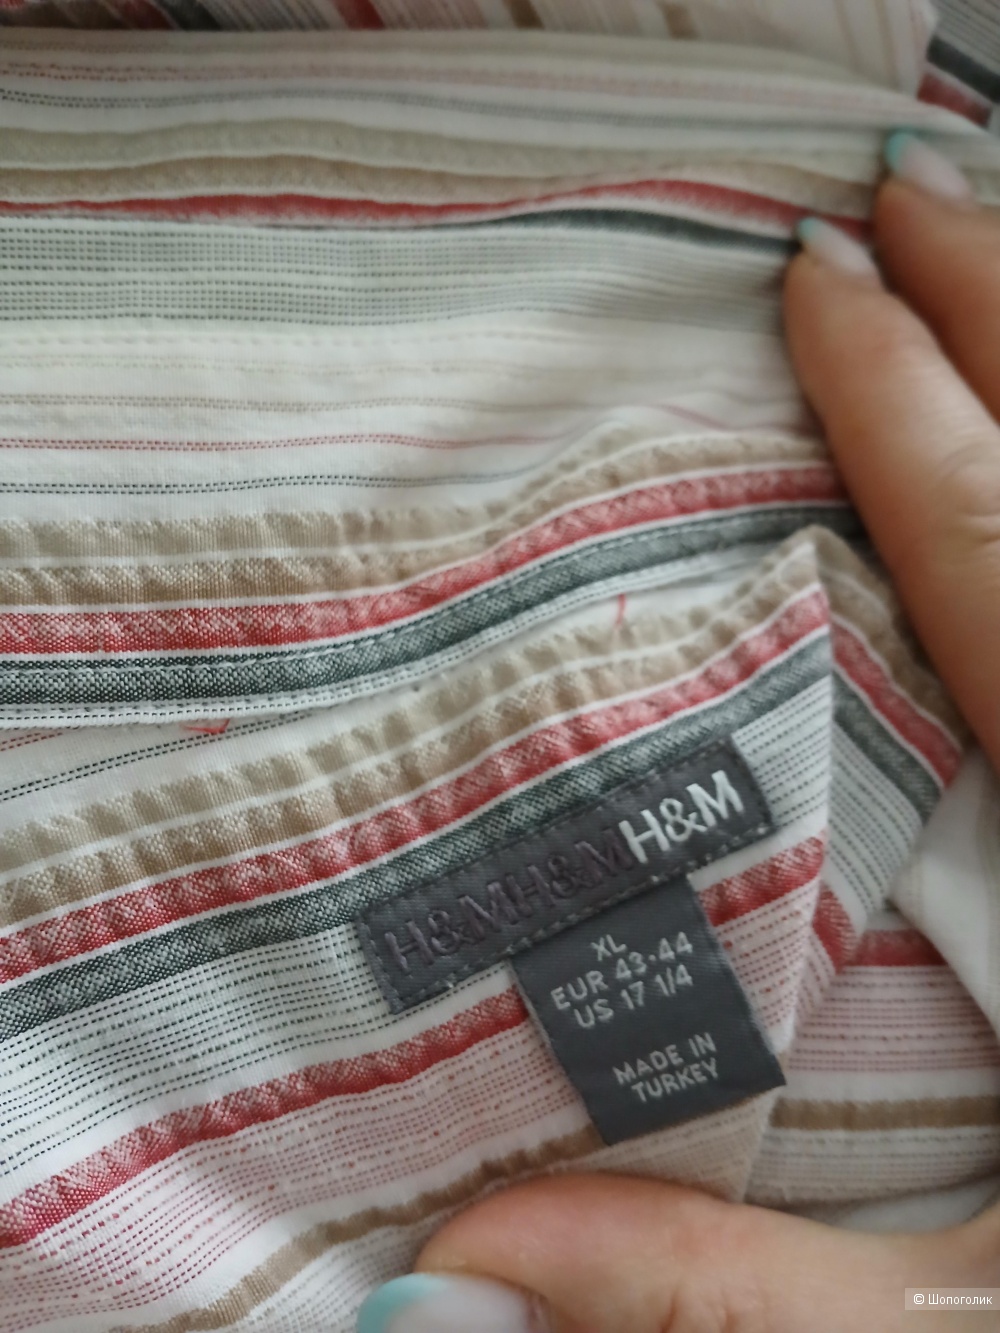 H&MH&MH&M
XL
EUR 43-44
US 17 1/4
MADE IN
TURKEY
© Шопоголик